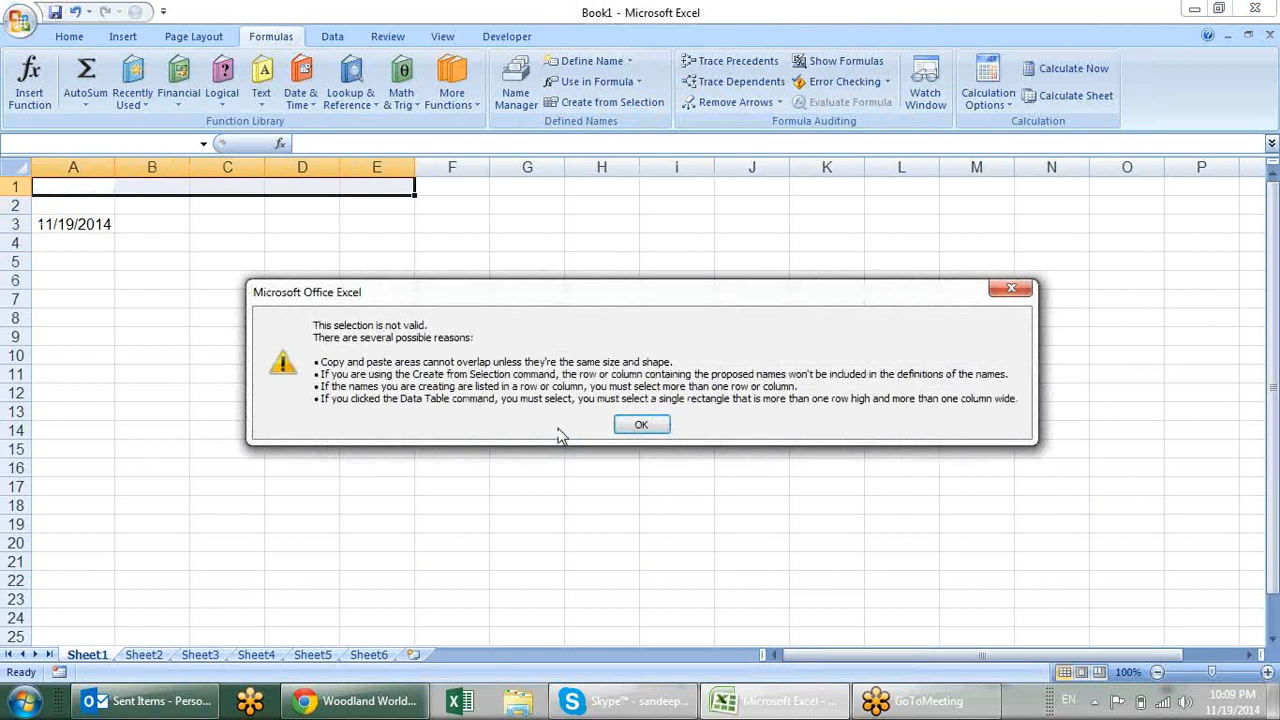 Book1 - Microsoft Excel
Home Insert Page Layout Formulas Data Review View Developer
fx Insert Function
Σ AutoSum
Recently Used
Financial
Logical
Text
Date & Time
Lookup & Reference
Math & Trig
More Functions
Function Library
Name Manager
Define Name
Use in Formula
Create from Selection
Defined Names
Trace Precedents
Trace Dependents
Remove Arrows
Show Formulas
Error Checking
Evaluate Formula
Formula Auditing
Watch Window
Calculation Options
Calculate Now
Calculate Sheet
Calculation
fx
A B C D E F G H I J K L M N O P
1
2
3 11/19/2014
4
5
6
7
8
9
10
11
12
13
14
15
16
17
18
19
20
21
22
23
24
25
Microsoft Office Excel
This selection is not valid.
There are several possible reasons:
• Copy and paste areas cannot overlap unless they're the same size and shape.
• If you are using the Create from Selection command, the row or column containing the proposed names won't be included in the definitions of the names.
• If the names you are creating are listed in a row or column, you must select more than one row or column.
• If you clicked the Data Table command, you must select, you must select a single rectangle that is more than one row high and more than one column wide.
OK
Sheet1 Sheet2 Sheet3 Sheet4 Sheet5 Sheet6
Ready 100%
Sent Items - Perso... Woodland World... Skype™ - sandeep... Microsoft Excel - ... GoToMeeting EN 10:09 PM
11/19/2014